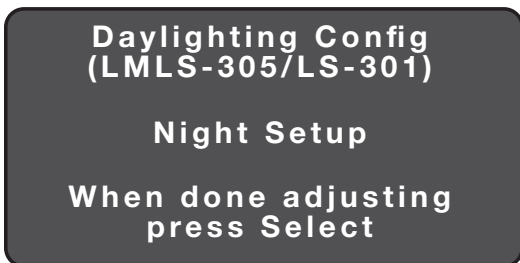 Daylighting Config
(LMLS-305/LS-301)
Night Setup
When done adjusting
press Select